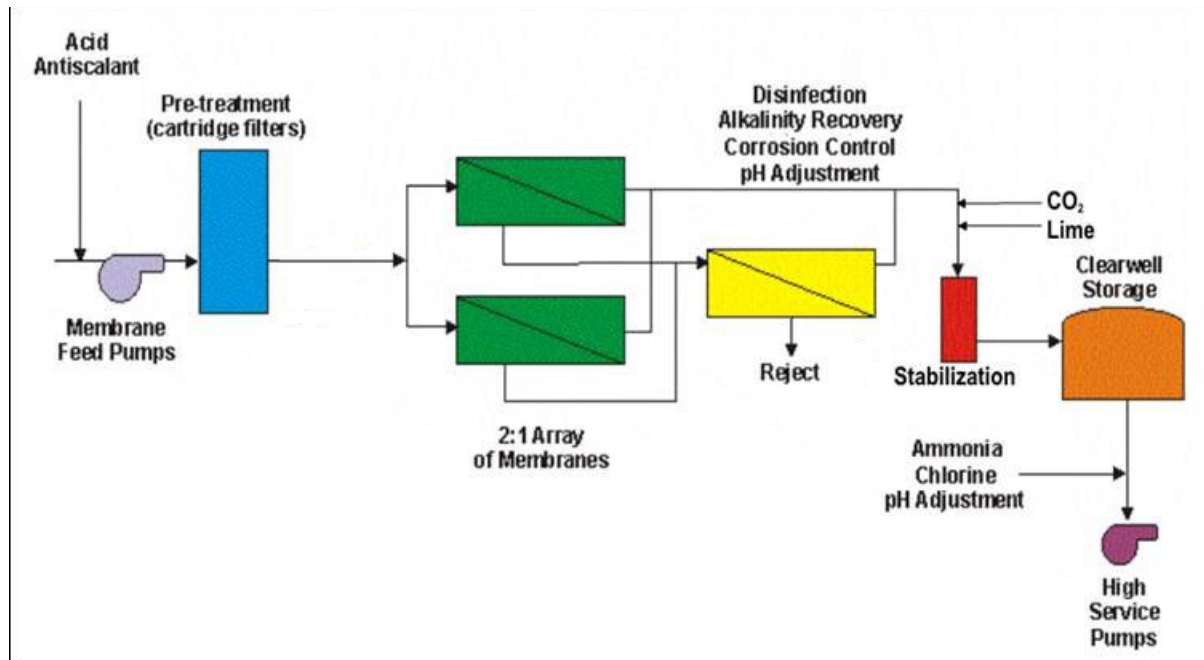 Acid
Antiscalant
Pre-treatment
(cartridge filters)
Membrane
Feed Pumps
2:1 Array
of Membranes
Disinfection
Alkalinity Recovery
Corrosion Control
pH Adjustment
Reject
CO₂
Lime
Stabilization
Clearwell
Storage
Ammonia
Chlorine
pH Adjustment
High
Service
Pumps